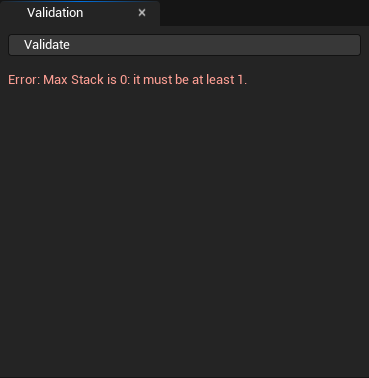 Validation
Validate
Error: Max Stack is 0: it must be at least 1.